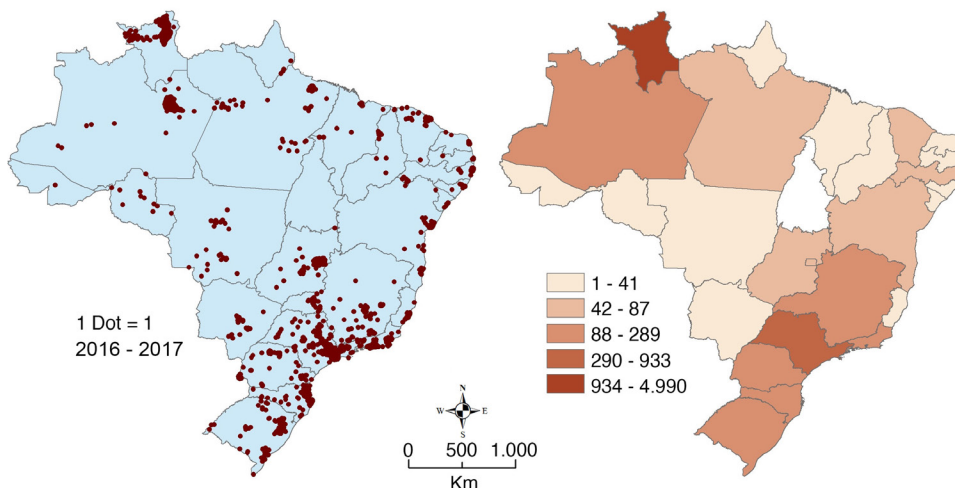 1 Dot = 1
2016 - 2017
N
W
E
S
0 500 1.000
Km
1 - 41
42 - 87
88 - 289
290 - 933
934 - 4.990